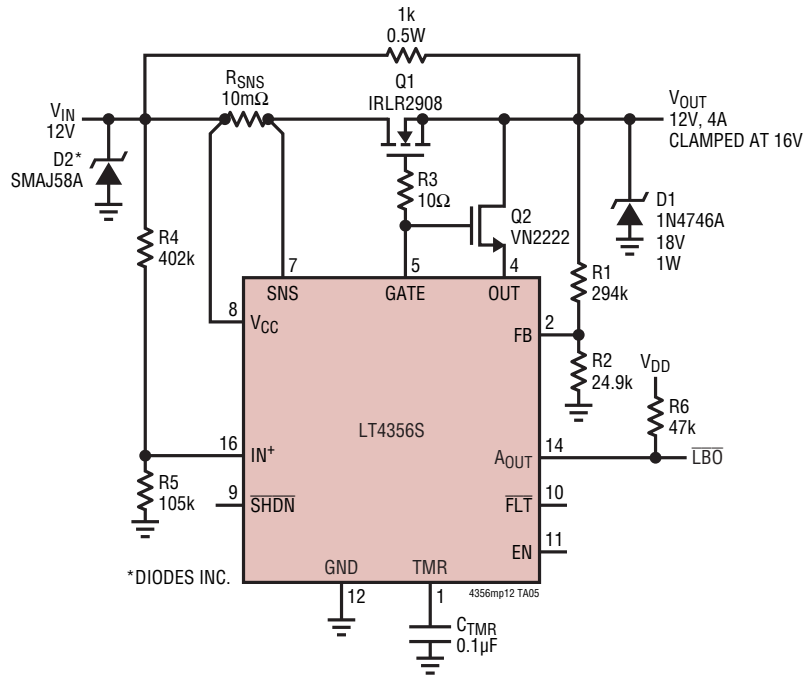 1k
0.5W
RSNS
10mΩ
Q1
IRLR2908
VIN
12V
VOUT
12V, 4A
CLAMPED AT 16V
D2*
SMAJ58A
R3
10Ω
Q2
VN2222
D1
1N4746A
18V
1W
R4
402k
7
5
4
SNS
GATE
OUT
R1
294k
8
VCC
2
FB
R2
24.9k
VDD
R6
47k
LT4356S
16
IN+
14
AOUT
LBO
R5
105k
9
SHDN
10
FLT
11
EN
*DIODES INC.
GND
TMR
12
1
4356mp12 TA05
CTMR
0.1µF